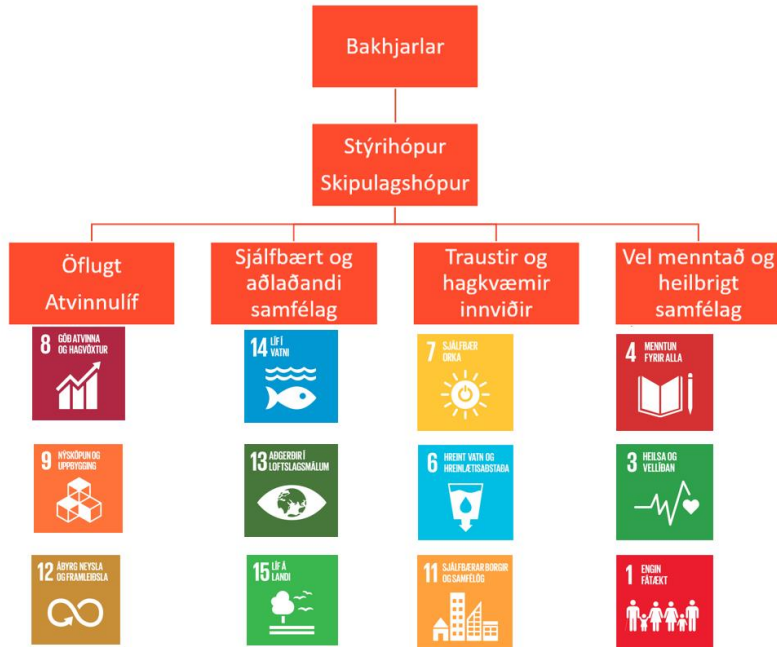 Bakhjarlar
Stýrihópur
Skipulagshópur
Öflugt
Atvinnulíf
Sjálfbært og
aðlaðandi
samfélag
Traustir og
hagkvæmir
innviðir
Vel menntað og
heilbrigt
samfélag
8 GÓÐ ATVINNA
OG HAGVÖXTUR
14 LÍF Í
VATNI
7 SJÁLFBÆR
ORKA
4 MENNTUN
FYRIR ALLA
9 NÝSKÖPUN OG
UPPBYGGING
13 AÐGERÐIR Í
LOFTSLAGSMÁLUM
6 HREINT VATN OG
HREINLÆTISAÐSTAÐA
3 HEILSA OG
VELLÍÐAN
12 ÁBYRG NEYSLA
OG FRAMLEIÐSLA
15 LÍF Á
LANDI
11 SJÁLFBÆRAR BORGIR
OG SAMFÉLÖG
1 ENGIN
FÁTÆKT